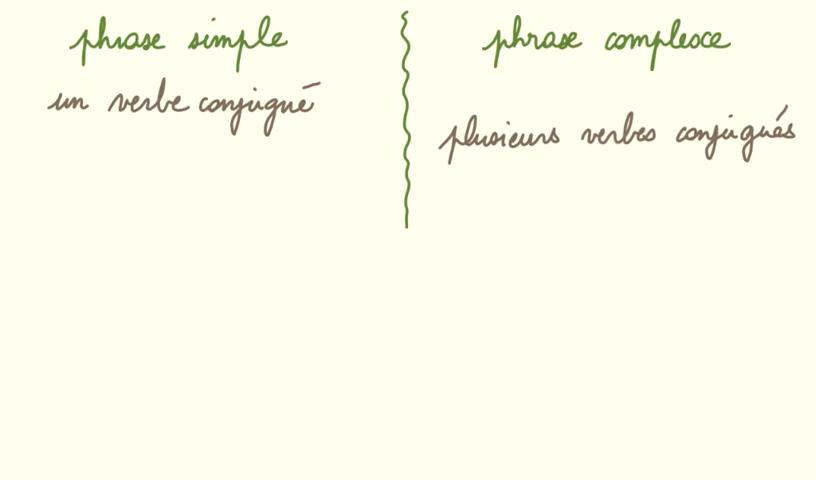 phrase simple
un verbe conjugué
phrase complexe
plusieurs verbes conjugués